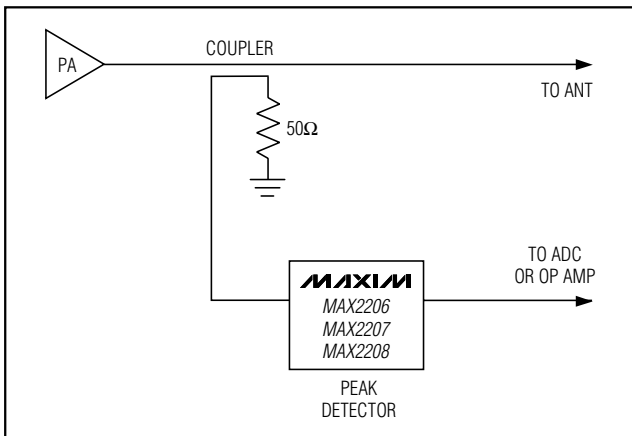 PA
COUPLER
TO ANT
50Ω
TO ADC
OR OP AMP
MAXIM
MAX2206
MAX2207
MAX2208
PEAK
DETECTOR